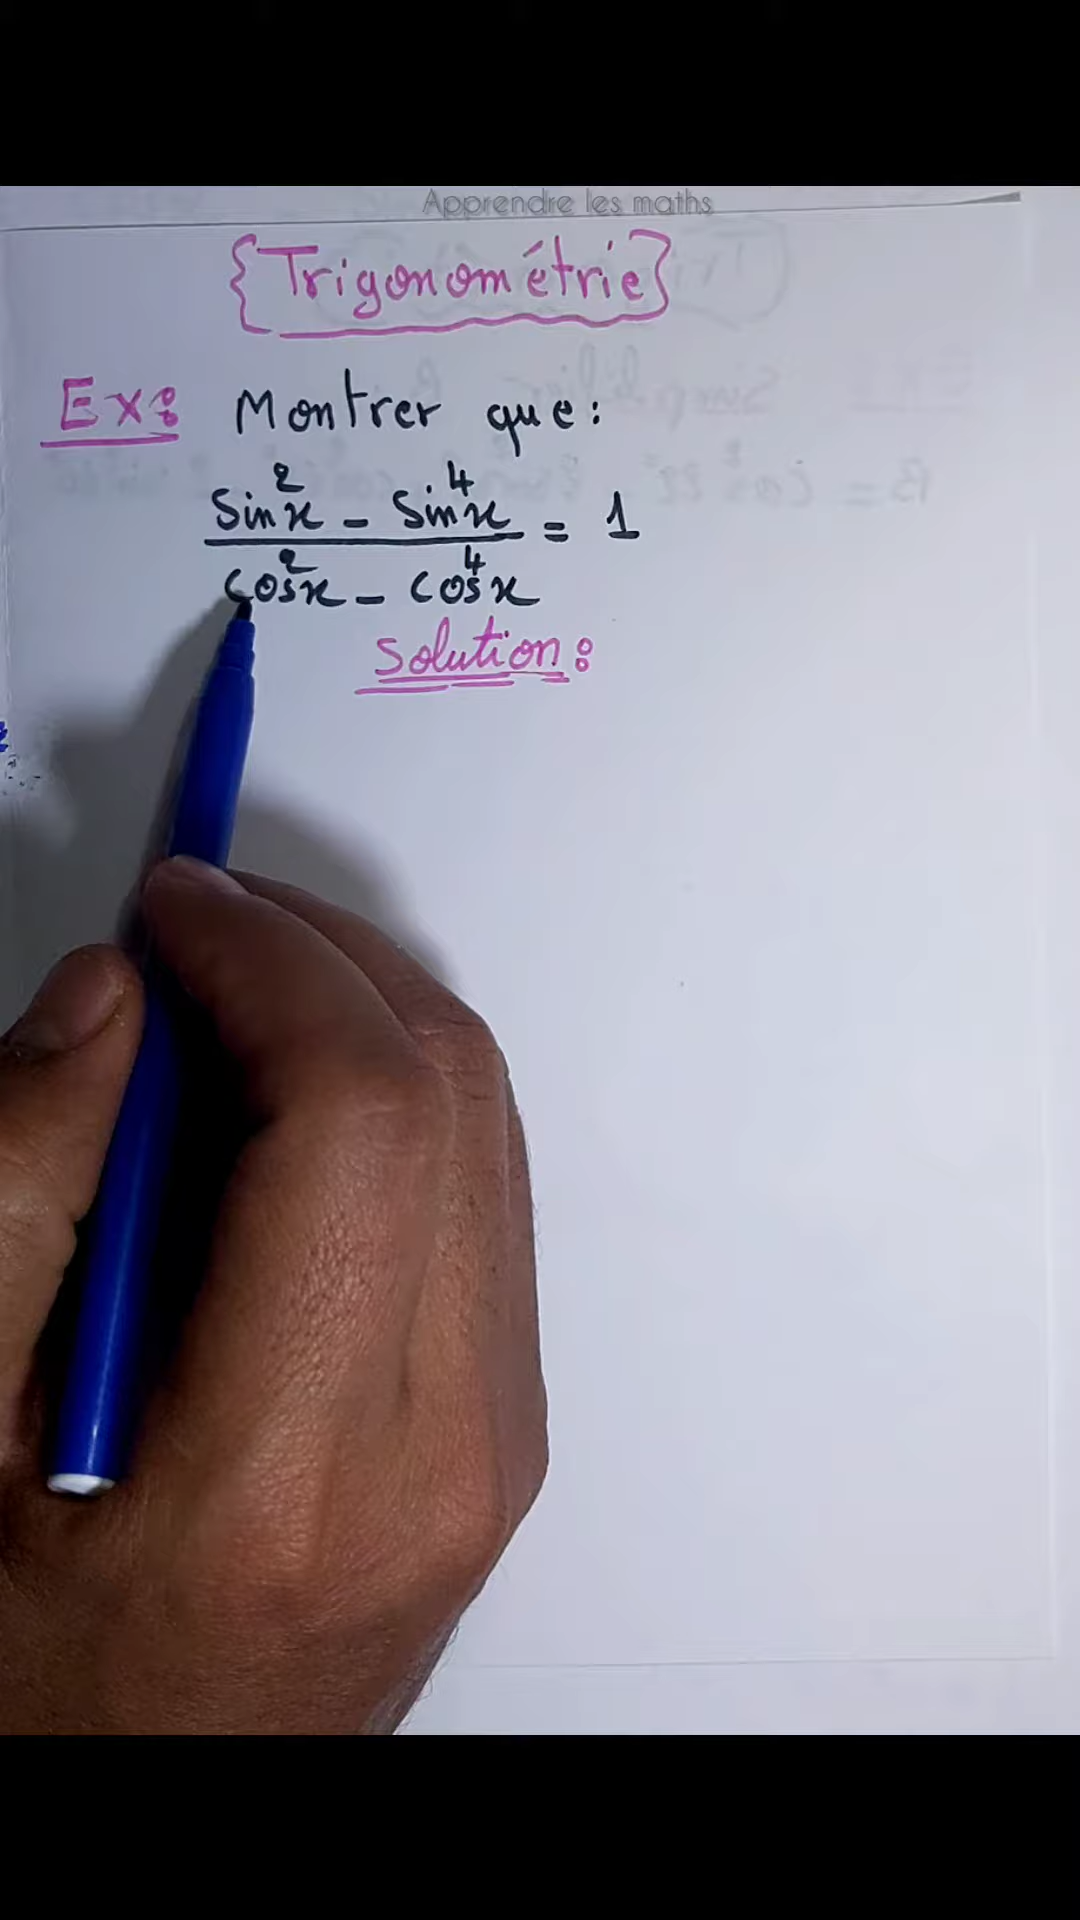 Apprendre les maths
{Trigonométrie}
Ex: Montrer que:
sin²x - sin⁴x = 1
cos²x - cos⁴x
Solution: